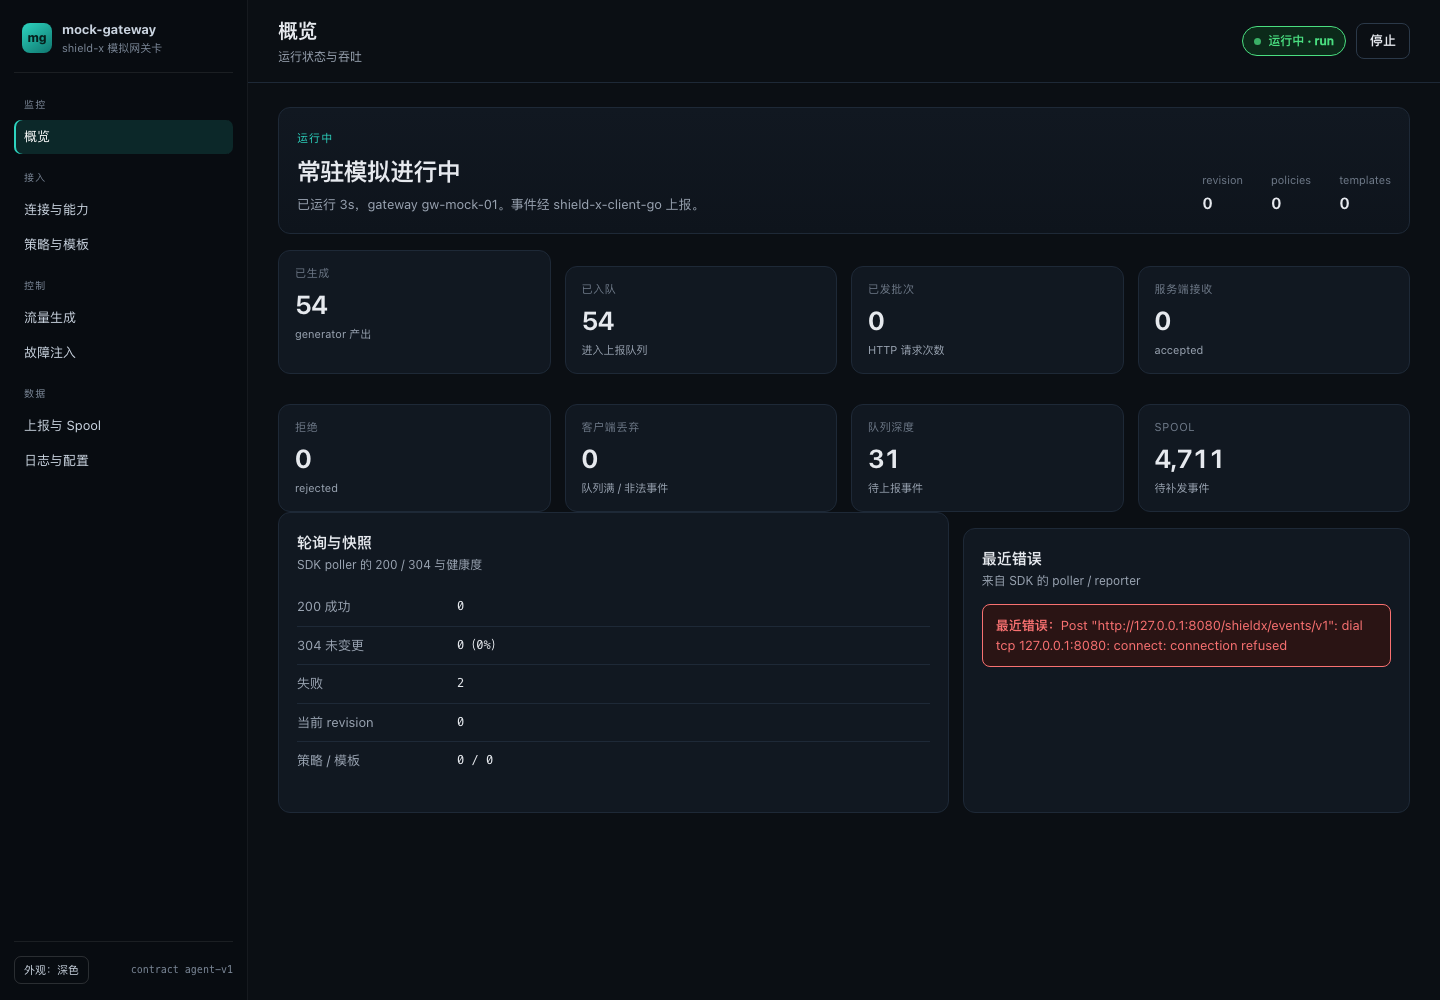 mg
mock-gateway
shield-x 模拟网关卡
监控
概览
接入
连接与能力
策略与模板
控制
流量生成
故障注入
数据
上报与 Spool
日志与配置
外观：深色
contract agent-v1
概览
运行状态与吞吐
运行中 · run
停止
运行中
常驻模拟进行中
已运行 3s，gateway gw-mock-01。事件经 shield-x-client-go 上报。
revision
policies
templates
0
0
0
已生成
54
generator 产出
已入队
54
进入上报队列
已发批次
0
HTTP 请求次数
服务端接收
0
accepted
拒绝
0
rejected
客户端丢弃
0
队列满 / 非法事件
队列深度
31
待上报事件
SPOOL
4,711
待补发事件
轮询与快照
SDK poller 的 200 / 304 与健康度
200 成功 0
304 未变更 0 (0%)
失败 2
当前 revision 0
策略 / 模板 0 / 0
最近错误
来自 SDK 的 poller / reporter
最近错误：Post "http://127.0.0.1:8080/shieldx/events/v1": dial
tcp 127.0.0.1:8080: connect: connection refused